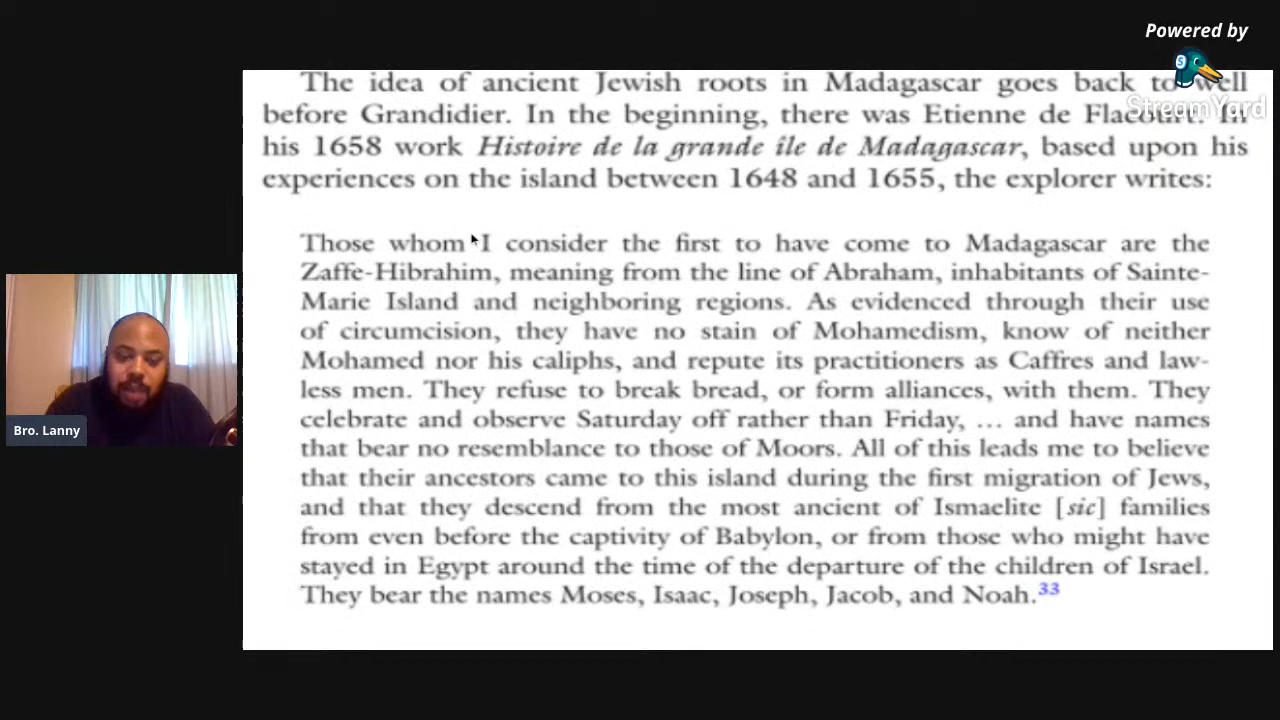 Powered by
StreamYard
The idea of ancient Jewish roots in Madagascar goes back to well
before Grandidier. In the beginning, there was Etienne de Flacourt. In
his 1658 work Histoire de la grande île de Madagascar, based upon his
experiences on the island between 1648 and 1655, the explorer writes:
Those whom I consider the first to have come to Madagascar are the
Zaffe-Hibrahim, meaning from the line of Abraham, inhabitants of Sainte-
Marie Island and neighboring regions. As evidenced through their use
of circumcision, they have no stain of Mohamedism, know of neither
Mohamed nor his caliphs, and repute its practitioners as Caffres and law-
less men. They refuse to break bread, or form alliances, with them. They
celebrate and observe Saturday off rather than Friday, … and have names
that bear no resemblance to those of Moors. All of this leads me to believe
that their ancestors came to this island during the first migration of Jews,
and that they descend from the most ancient of Ismaelite [sic] families
from even before the captivity of Babylon, or from those who might have
stayed in Egypt around the time of the departure of the children of Israel.
They bear the names Moses, Isaac, Joseph, Jacob, and Noah.33
Bro. Lanny